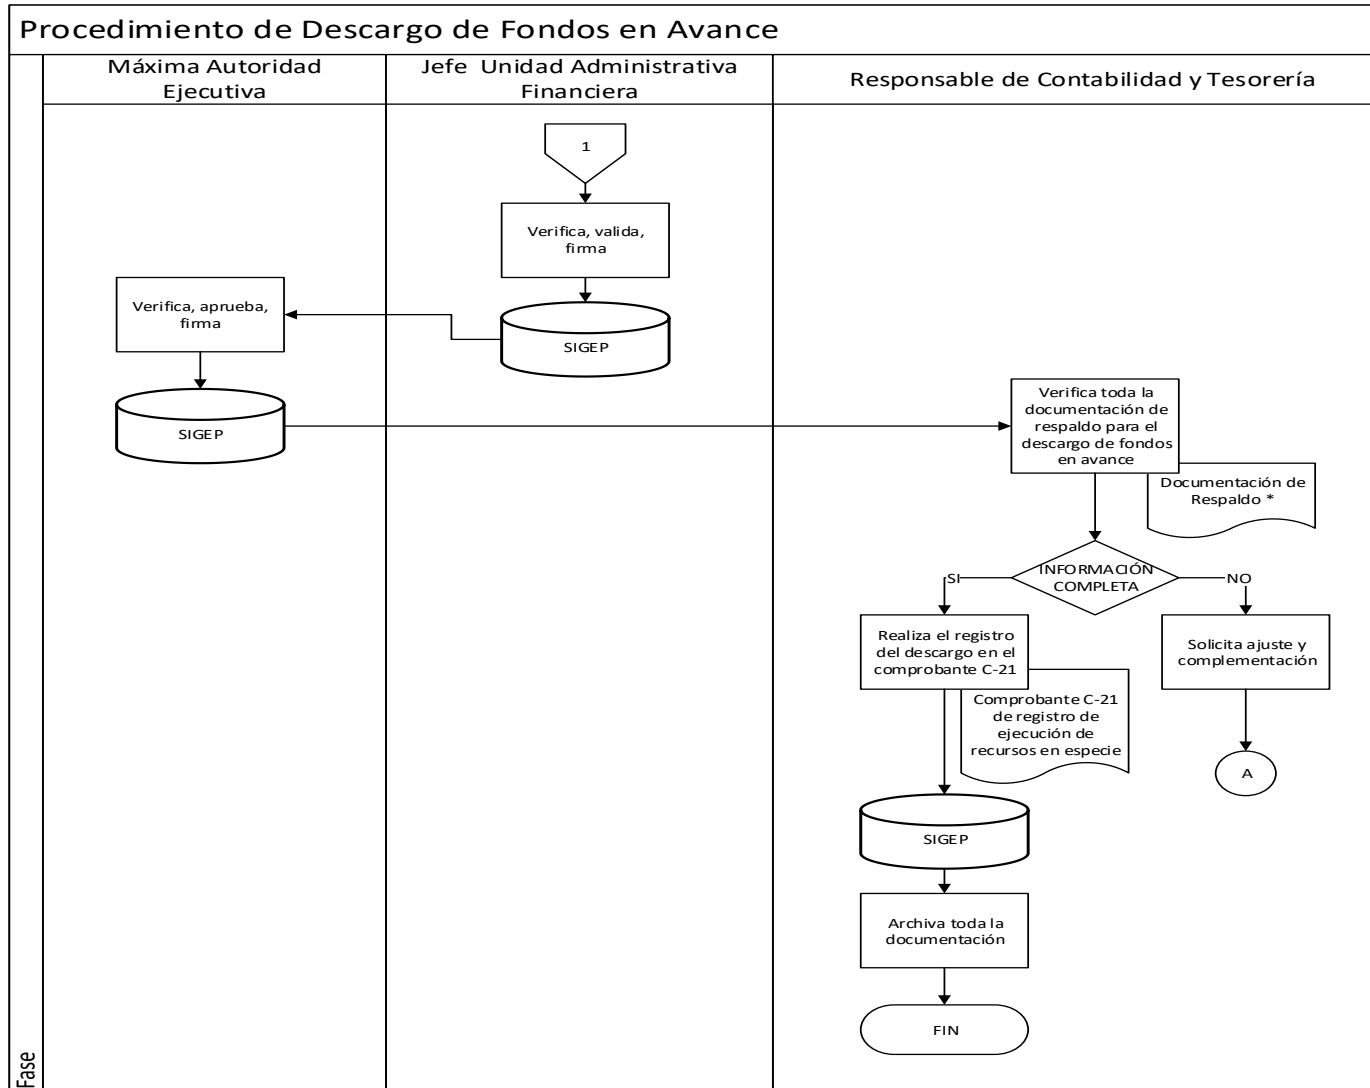 Procedimiento de Descargo de Fondos en Avance
Máxima Autoridad
Ejecutiva
Jefe Unidad Administrativa
Financiera
Responsable de Contabilidad y Tesorería
1
Verifica, valida,
firma
SIGEP
Verifica, aprueba,
firma
SIGEP
Verifica toda la
documentación de
respaldo para el
descargo de fondos
en avance
Documentación de
Respaldo *
INFORMACIÓN
COMPLETA
SI
NO
Realiza el registro
del descargo en el
comprobante C-21
Solicita ajuste y
complementación
Comprobante C-21
de registro de
ejecución de
recursos en especie
A
SIGEP
Archiva toda la
documentación
FIN
Fase